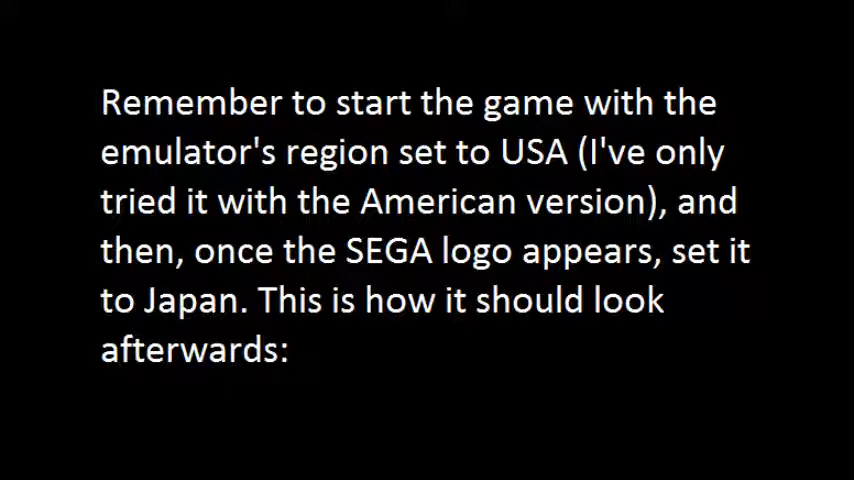 Remember to start the game with the
emulator's region set to USA (I've only
tried it with the American version), and
then, once the SEGA logo appears, set it
to Japan. This is how it should look
afterwards: